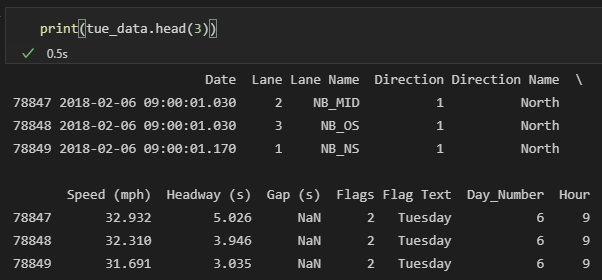 print(tue_data.head(3))
0.5s
Date Lane Lane Name Direction Direction Name \
78847 2018-02-06 09:00:01.030 2 NB_MID 1 North
78848 2018-02-06 09:00:01.030 3 NB_OS 1 North
78849 2018-02-06 09:00:01.170 1 NB_NS 1 North
Speed (mph) Headway (s) Gap (s) Flags Flag Text Day_Number Hour
78847 32.932 5.026 NaN 2 Tuesday 6 9
78848 32.310 3.946 NaN 2 Tuesday 6 9
78849 31.691 3.035 NaN 2 Tuesday 6 9